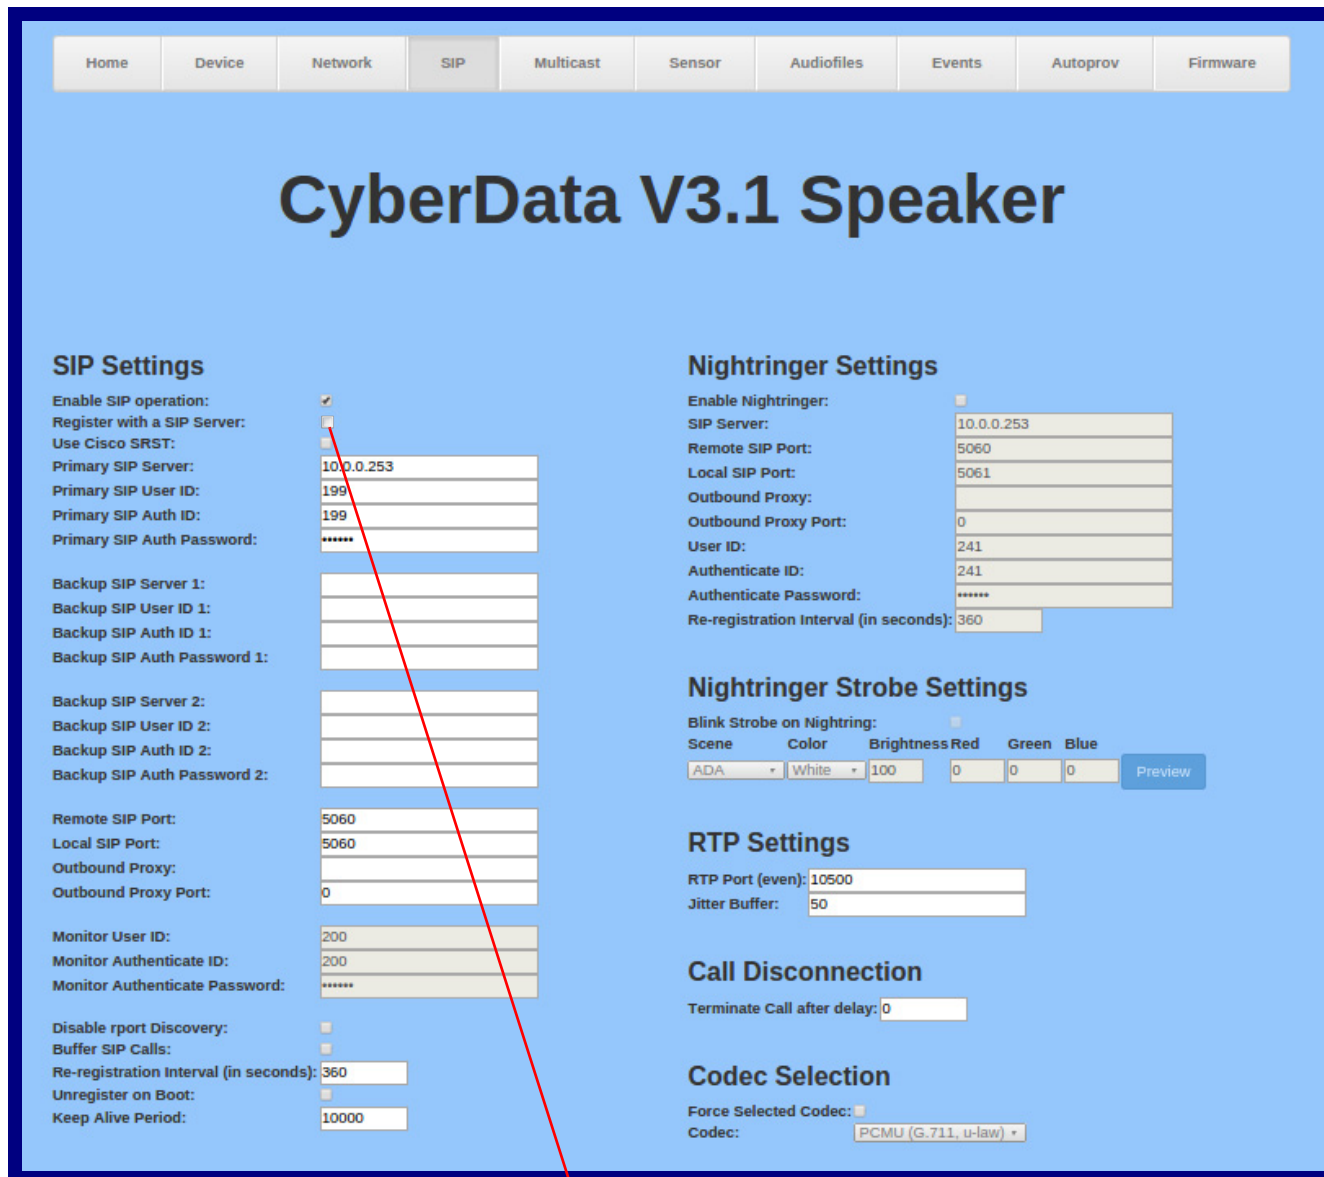 Home Device Network SIP Multicast Sensor Audiofiles Events Autoprov Firmware
CyberData V3.1 Speaker
SIP Settings
Enable SIP operation:
Register with a SIP Server:
Use Cisco SRST:
Primary SIP Server: 10.0.0.253
Primary SIP User ID: 199
Primary SIP Auth ID: 199
Primary SIP Auth Password: ••••••
Backup SIP Server 1:
Backup SIP User ID 1:
Backup SIP Auth ID 1:
Backup SIP Auth Password 1:
Backup SIP Server 2:
Backup SIP User ID 2:
Backup SIP Auth ID 2:
Backup SIP Auth Password 2:
Remote SIP Port: 5060
Local SIP Port: 5060
Outbound Proxy:
Outbound Proxy Port: 0
Monitor User ID: 200
Monitor Authenticate ID: 200
Monitor Authenticate Password: ••••••
Disable rport Discovery:
Buffer SIP Calls:
Re-registration Interval (in seconds): 360
Unregister on Boot:
Keep Alive Period: 10000
Nightringer Settings
Enable Nightringer:
SIP Server: 10.0.0.253
Remote SIP Port: 5060
Local SIP Port: 5061
Outbound Proxy:
Outbound Proxy Port: 0
User ID: 241
Authenticate ID: 241
Authenticate Password: ••••••
Re-registration Interval (in seconds): 360
Nightringer Strobe Settings
Blink Strobe on Nightring:
Scene Color Brightness Red Green Blue
ADA White 100 0 0 0 Preview
RTP Settings
RTP Port (even): 10500
Jitter Buffer: 50
Call Disconnection
Terminate Call after delay: 0
Codec Selection
Force Selected Codec:
Codec: PCMU (G.711, u-law)